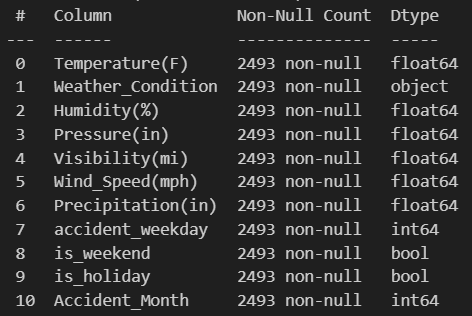 #   Column             Non-Null Count  Dtype
---  ------             --------------  -----
0   Temperature(F)     2493 non-null   float64
1   Weather_Condition  2493 non-null   object
2   Humidity(%)        2493 non-null   float64
3   Pressure(in)       2493 non-null   float64
4   Visibility(mi)     2493 non-null   float64
5   Wind_Speed(mph)    2493 non-null   float64
6   Precipitation(in)  2493 non-null   float64
7   accident_weekday   2493 non-null   int64
8   is_weekend         2493 non-null   bool
9   is_holiday         2493 non-null   bool
10  Accident_Month     2493 non-null   int64